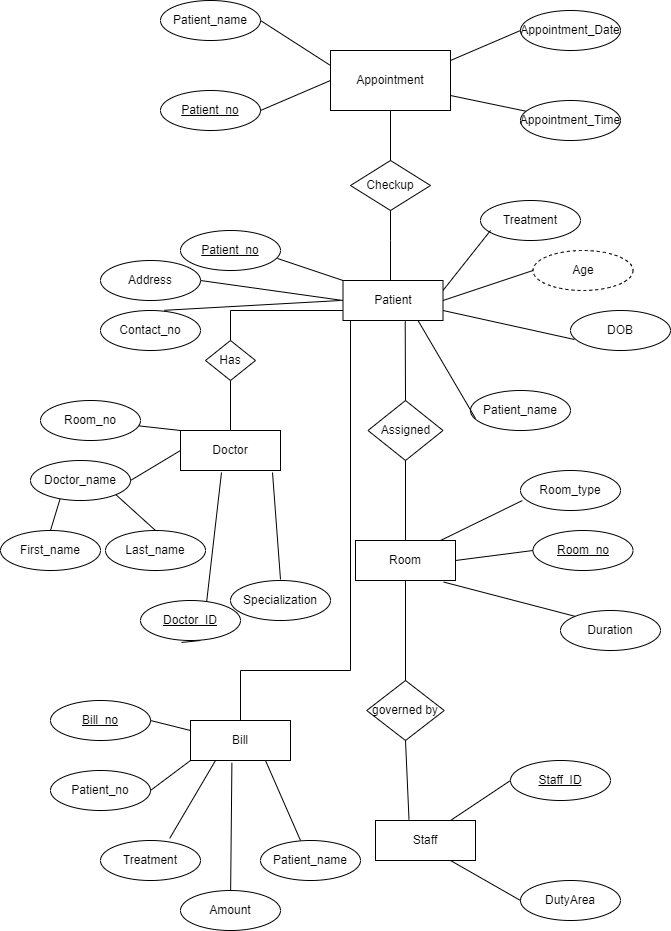 Patient_name
Appointment_Date
Appointment
Patient_no
Appointment_Time
Checkup
Treatment
Patient_no
Age
Address
Patient
Contact_no
DOB
Has
Patient_name
Room_no
Assigned
Doctor
Doctor_name
Room_type
First_name
Last_name
Room
Room_no
Specialization
Doctor_ID
Duration
governed by
Bill_no
Bill
Staff_ID
Patient_no
Staff
Treatment
Patient_name
DutyArea
Amount